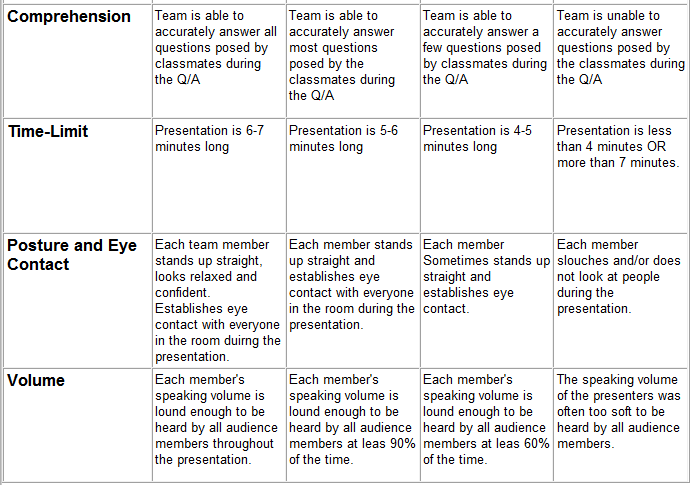 Comprehension
Team is able to
accurately answer all
questions posed by
classmates during
the Q/A
Team is able to
accurately answer
most questions
posed by the
classmates during
the Q/A
Team is able to
accurately answer a
few questions posed
by classmates during
the Q/A
Team is unable to
accurately answer
questions posed by
the classmates during
the Q/A
Time-Limit
Presentation is 6-7
minutes long
Presentation is 5-6
minutes long
Presentation is 4-5
minutes long
Presentation is less
than 4 minutes OR
more than 7 minutes.
Posture and Eye
Contact
Each team member
stands up straight,
looks relaxed and
confident.
Establishes eye
contact with everyone
in the room duirng the
presentation.
Each member stands
up straight and
establishes eye
contact with everyone
in the room during the
presentation.
Each member
Sometimes stands up
straight and
establishes eye
contact.
Each member
slouches and/or does
not look at people
during the
presentation.
Volume
Each member's
speaking volume is
lound enough to be
heard by all audience
members throughout
the presentation.
Each member's
speaking volume is
lound enough to be
heard by all audience
members at leas 90%
of the time.
Each member's
speaking volume is
lound enough to be
heard by all audience
members at leas 60%
of the time.
The speaking volume
of the presenters was
often too soft to be
heard by all audience
members.